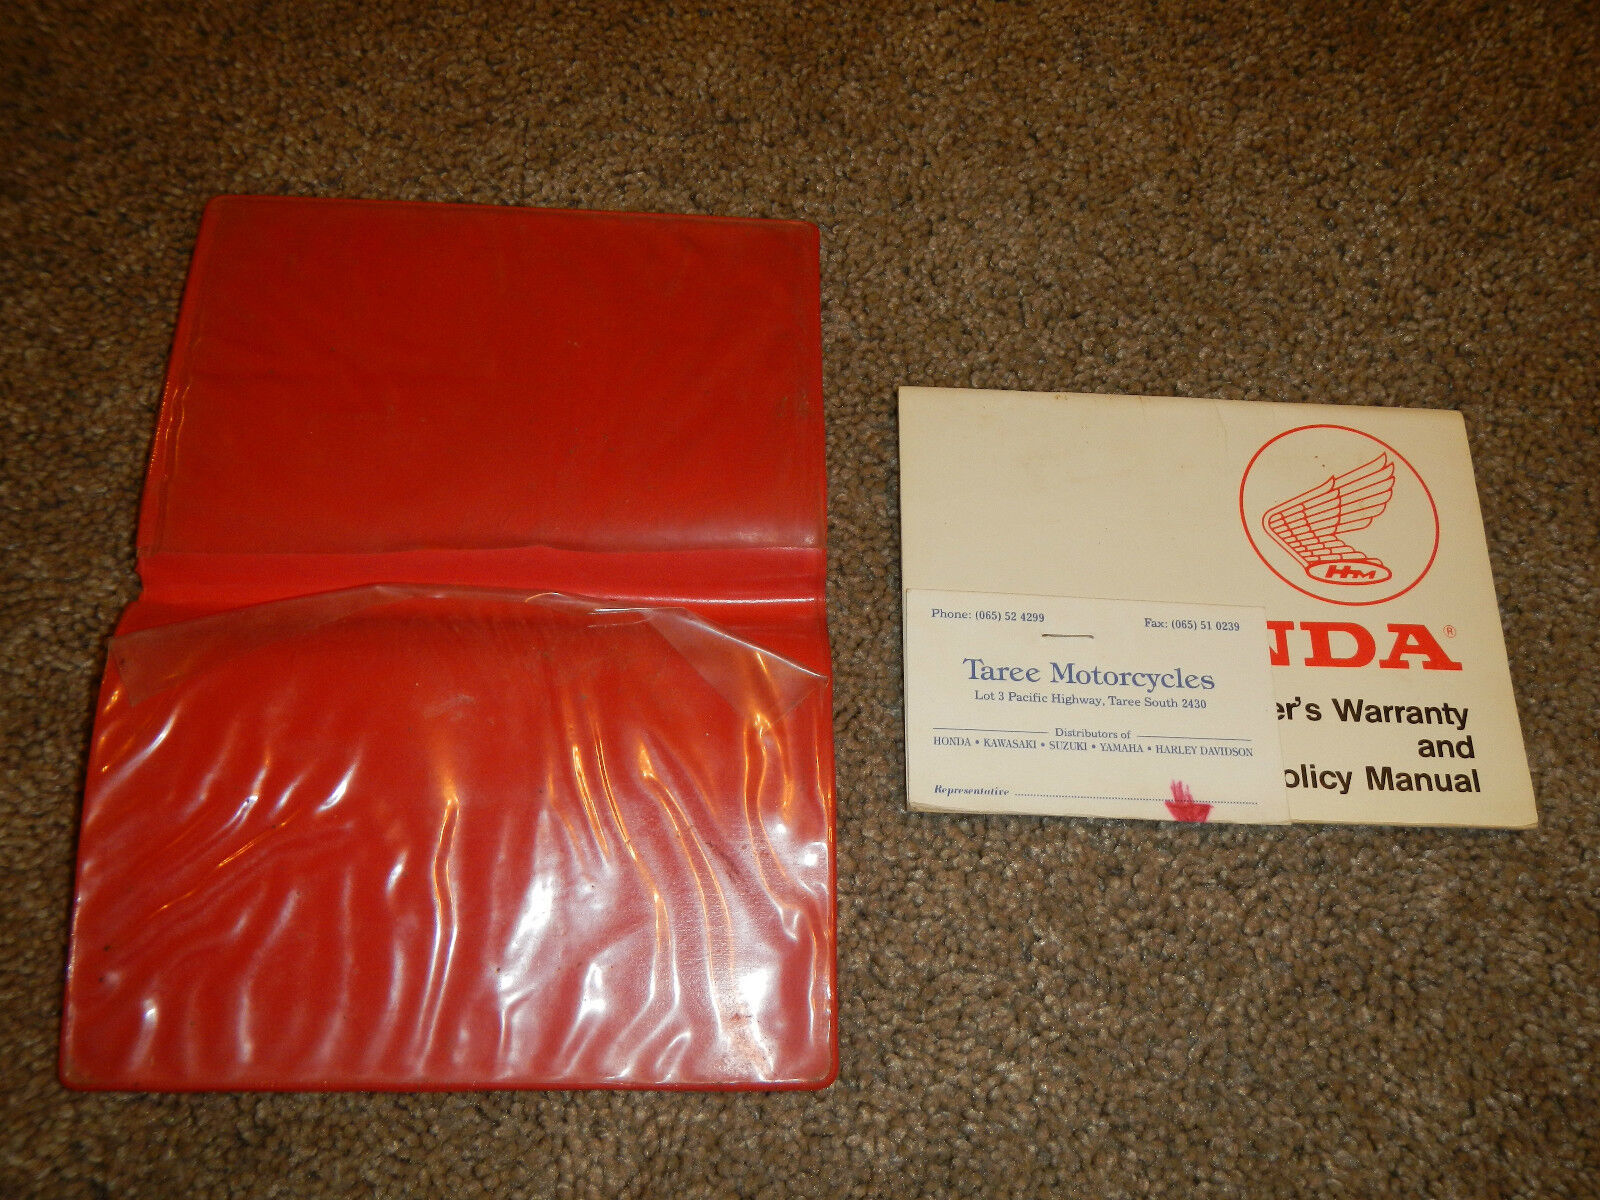 HM
NDA®
er's Warranty
and
olicy Manual
Phone: (065) 52 4299 Fax: (065) 51 0239
Taree Motorcycles
Lot 3 Pacific Highway, Taree South 2430
Distributors of
HONDA • KAWASAKI • SUZUKI • YAMAHA • HARLEY DAVIDSON
Representative